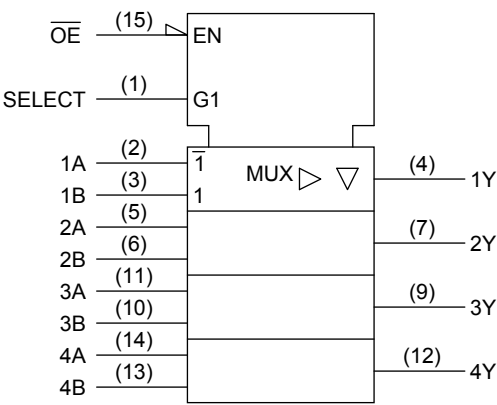 O̅E̅ (15) EN
SELECT (1) G1
1A (2) 1̅ MUX (4) 1Y
1B (3) 1
2A (5) (7) 2Y
2B (6)
3A (11) (9) 3Y
3B (10)
4A (14) (12) 4Y
4B (13)